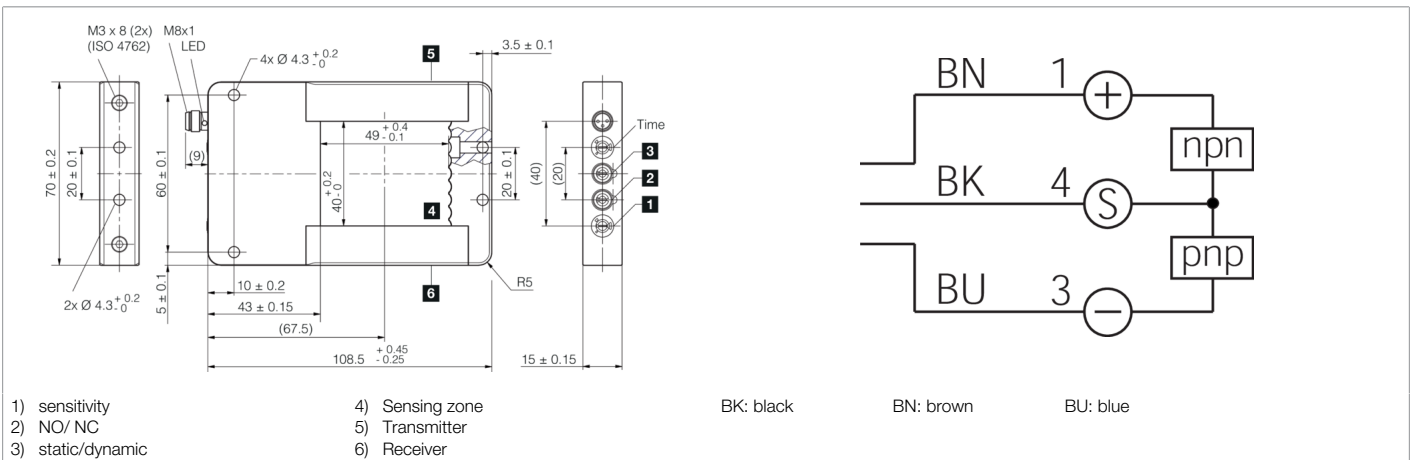 M3 x 8 (2x)
(ISO 4762)
M8x1
LED
4x Ø 4.3 + 0.2 - 0
5
3.5 ± 0.1
70 ± 0.2
20 ± 0.1
60 ± 0.1
(9)
49 + 0.4 - 0.1
40 + 0.2 - 0
4
20 ± 0.1
(40)
(20)
Time
3
2
1
2x Ø 4.3 + 0.2 - 0
5 ± 0.1
10 ± 0.2
43 ± 0.15
(67.5)
108.5 + 0.45 - 0.25
6
R5
15 ± 0.15
BN 1 +
npn
BK 4 S
pnp
BU 3 −
1) sensitivity
2) NO/ NC
3) static/dynamic
4) Sensing zone
5) Transmitter
6) Receiver
BK: black
BN: brown
BU: blue